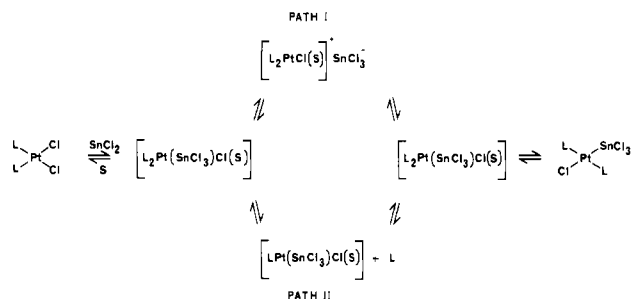 PATH I
[L₂PtCl(S)]⁺ SnCl₃⁻
L Cl
Pt
L Cl
SnCl₂
⇌
S
[L₂Pt(SnCl₃)Cl(S)]
[L₂Pt(SnCl₃)Cl(S)] ⇌
L SnCl₃
Pt
Cl L
[LPt(SnCl₃)Cl(S)] + L
PATH II